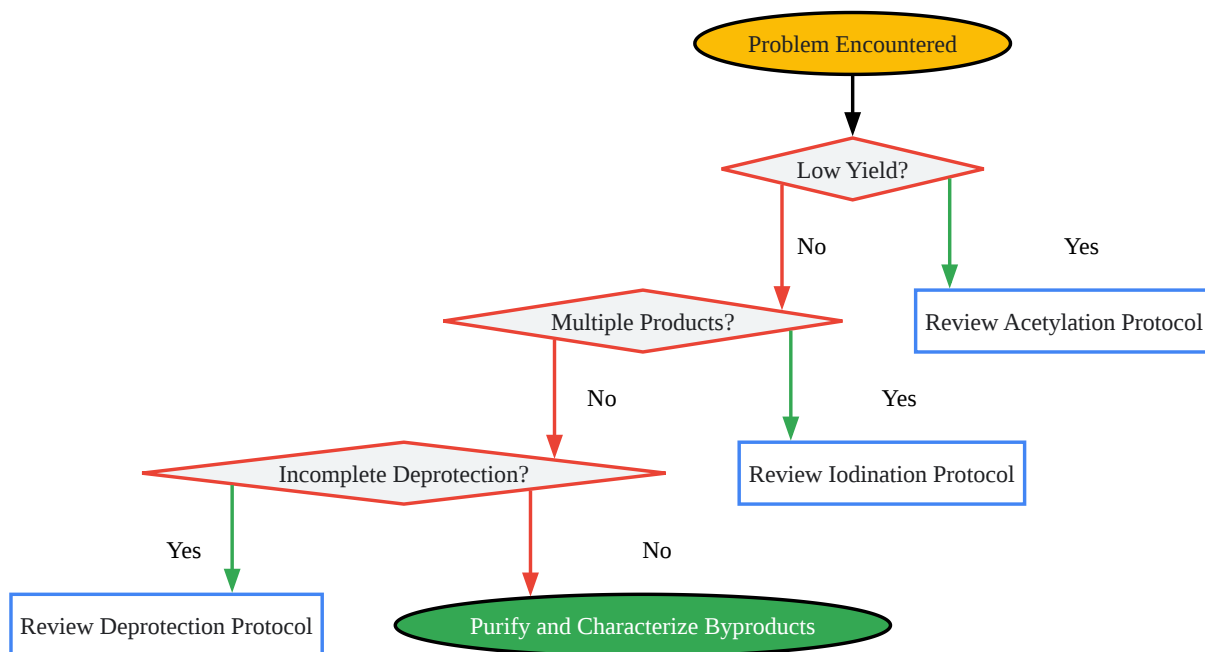 Problem Encountered
Low Yield?
No
Yes
Multiple Products?
Review Acetylation Protocol
No
Yes
Incomplete Deprotection?
Review Iodination Protocol
Yes
No
Review Deprotection Protocol
Purify and Characterize Byproducts